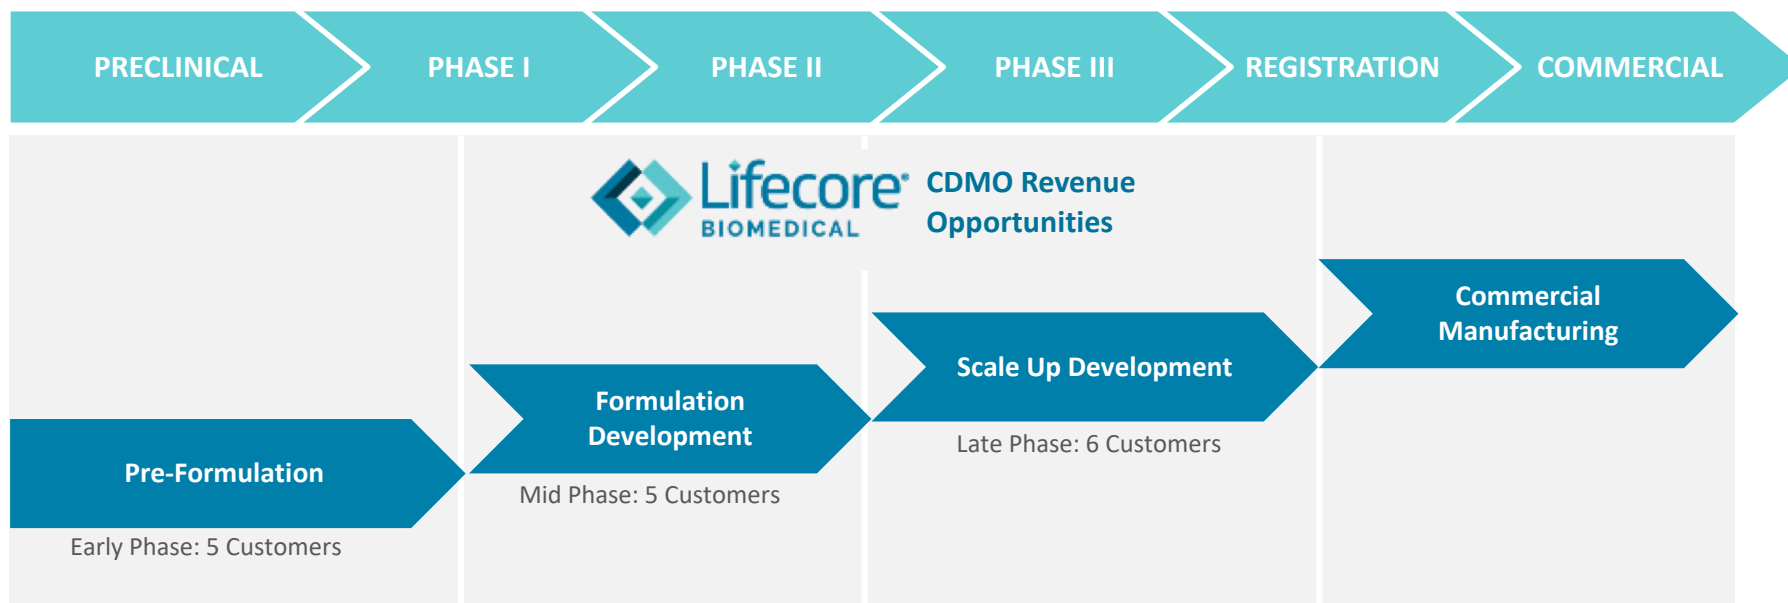 PRECLINICAL
PHASE I
PHASE II
PHASE III
REGISTRATION
COMMERCIAL
Lifecore®
BIOMEDICAL
CDMO Revenue
Opportunities
Commercial
Manufacturing
Scale Up Development
Late Phase: 6 Customers
Formulation
Development
Mid Phase: 5 Customers
Pre-Formulation
Early Phase: 5 Customers